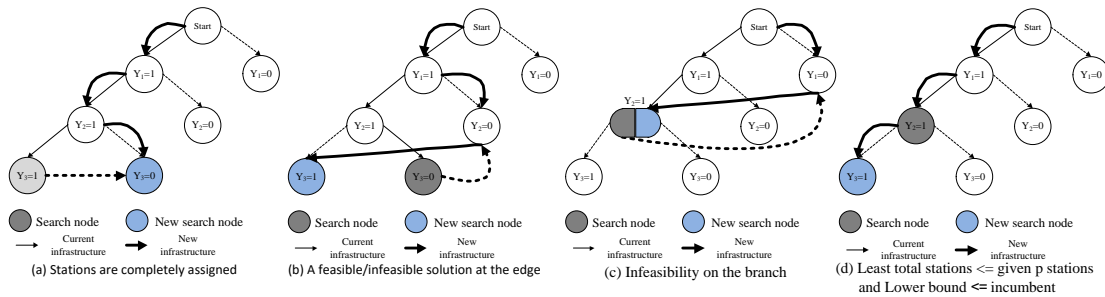 Start
Y1=1
Y1=0
Y2=1
Y2=0
Y3=1
Y3=0
Search node
New search node
Current infrastructure
New infrastructure
(a) Stations are completely assigned
Start
Y1=1
Y1=0
Y2=1
Y2=0
Y3=1
Y3=0
Search node
New search node
Current infrastructure
New infrastructure
(b) A feasible/infeasible solution at the edge
Start
Y1=1
Y1=0
Y2=1
Y2=0
Y3=1
Y3=0
Search node
New search node
Current infrastructure
New infrastructure
(c) Infeasibility on the branch
Start
Y1=1
Y1=0
Y2=1
Y2=0
Y3=1
Y3=0
Search node
New search node
Current infrastructure
New infrastructure
(d) Least total stations <= given p stations
and Lower bound <= incumbent